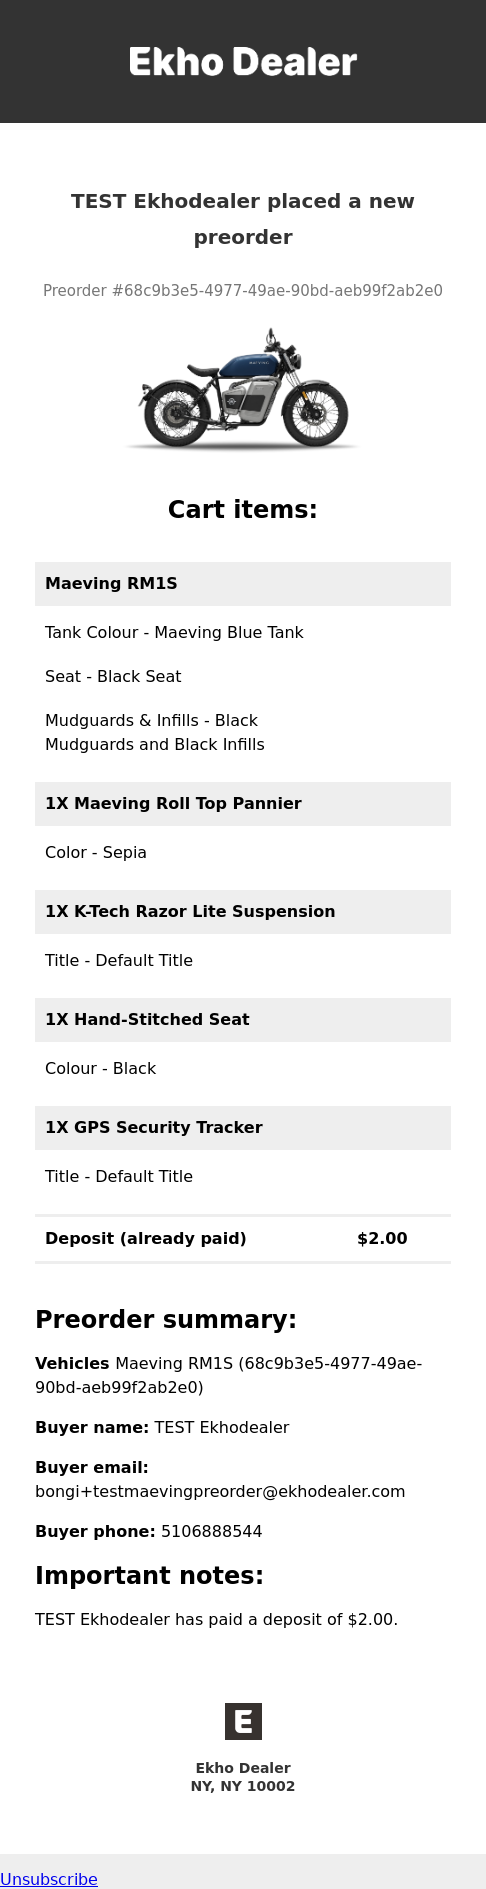 Ekho Dealer
TEST Ekhodealer placed a new
preorder
Preorder #68c9b3e5-4977-49ae-90bd-aeb99f2ab2e0
MAEVING
Cart items:
Maeving RM1S
Tank Colour - Maeving Blue Tank
Seat - Black Seat
Mudguards & Infills - Black
Mudguards and Black Infills
1X Maeving Roll Top Pannier
Color - Sepia
1X K-Tech Razor Lite Suspension
Title - Default Title
1X Hand-Stitched Seat
Colour - Black
1X GPS Security Tracker
Title - Default Title
Deposit (already paid) $2.00
Preorder summary:
Vehicles Maeving RM1S (68c9b3e5-4977-49ae-
90bd-aeb99f2ab2e0)
Buyer name: TEST Ekhodealer
Buyer email:
bongi+testmaevingpreorder@ekhodealer.com
Buyer phone: 5106888544
Important notes:
TEST Ekhodealer has paid a deposit of $2.00.
E
Ekho Dealer
NY, NY 10002
Unsubscribe